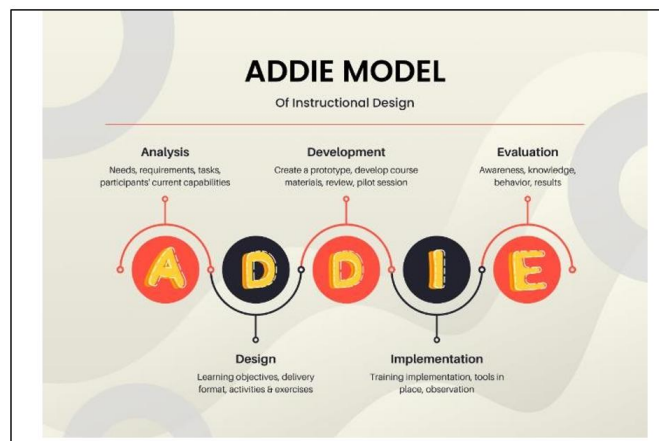 ADDIE MODEL
Of Instructional Design
Analysis
Needs, requirements, tasks,
participants' current capabilities
Development
Create a prototype, develop course
materials, review, pilot session
Evaluation
Awareness, knowledge,
behavior, results
A D D I E
Design
Learning objectives, delivery
format, activities & exercises
Implementation
Training implementation, tools in
place, observation